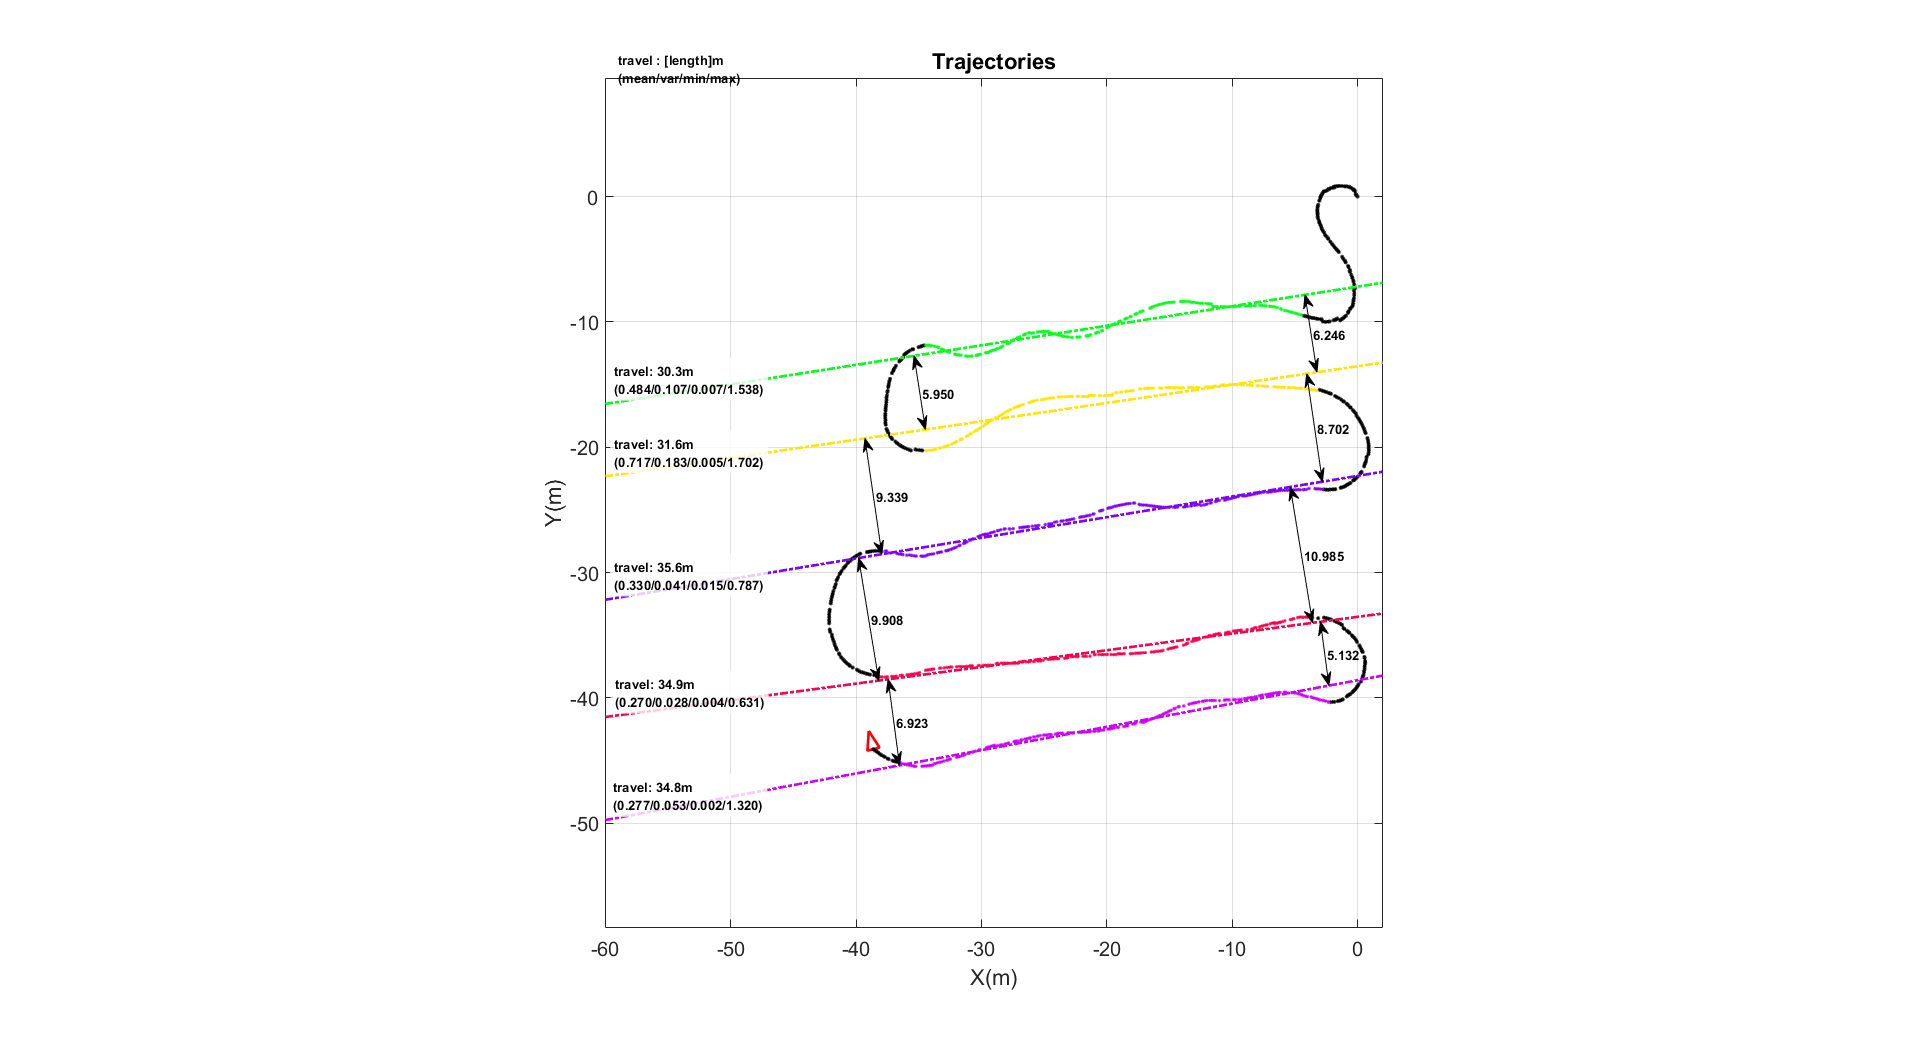 travel : [length]m
(mean/var/min/max)
Trajectories
0
-10
-20
-30
-40
-50
Y(m)
6.246
travel: 30.3m
(0.484/0.107/0.007/1.538)
5.950
8.702
travel: 31.6m
(0.717/0.183/0.005/1.702)
9.339
10.985
travel: 35.6m
(0.330/0.041/0.015/0.787)
9.908
5.132
travel: 34.9m
(0.270/0.028/0.004/0.631)
6.923
travel: 34.8m
(0.277/0.053/0.002/1.320)
-60 -50 -40 -30 -20 -10 0
X(m)